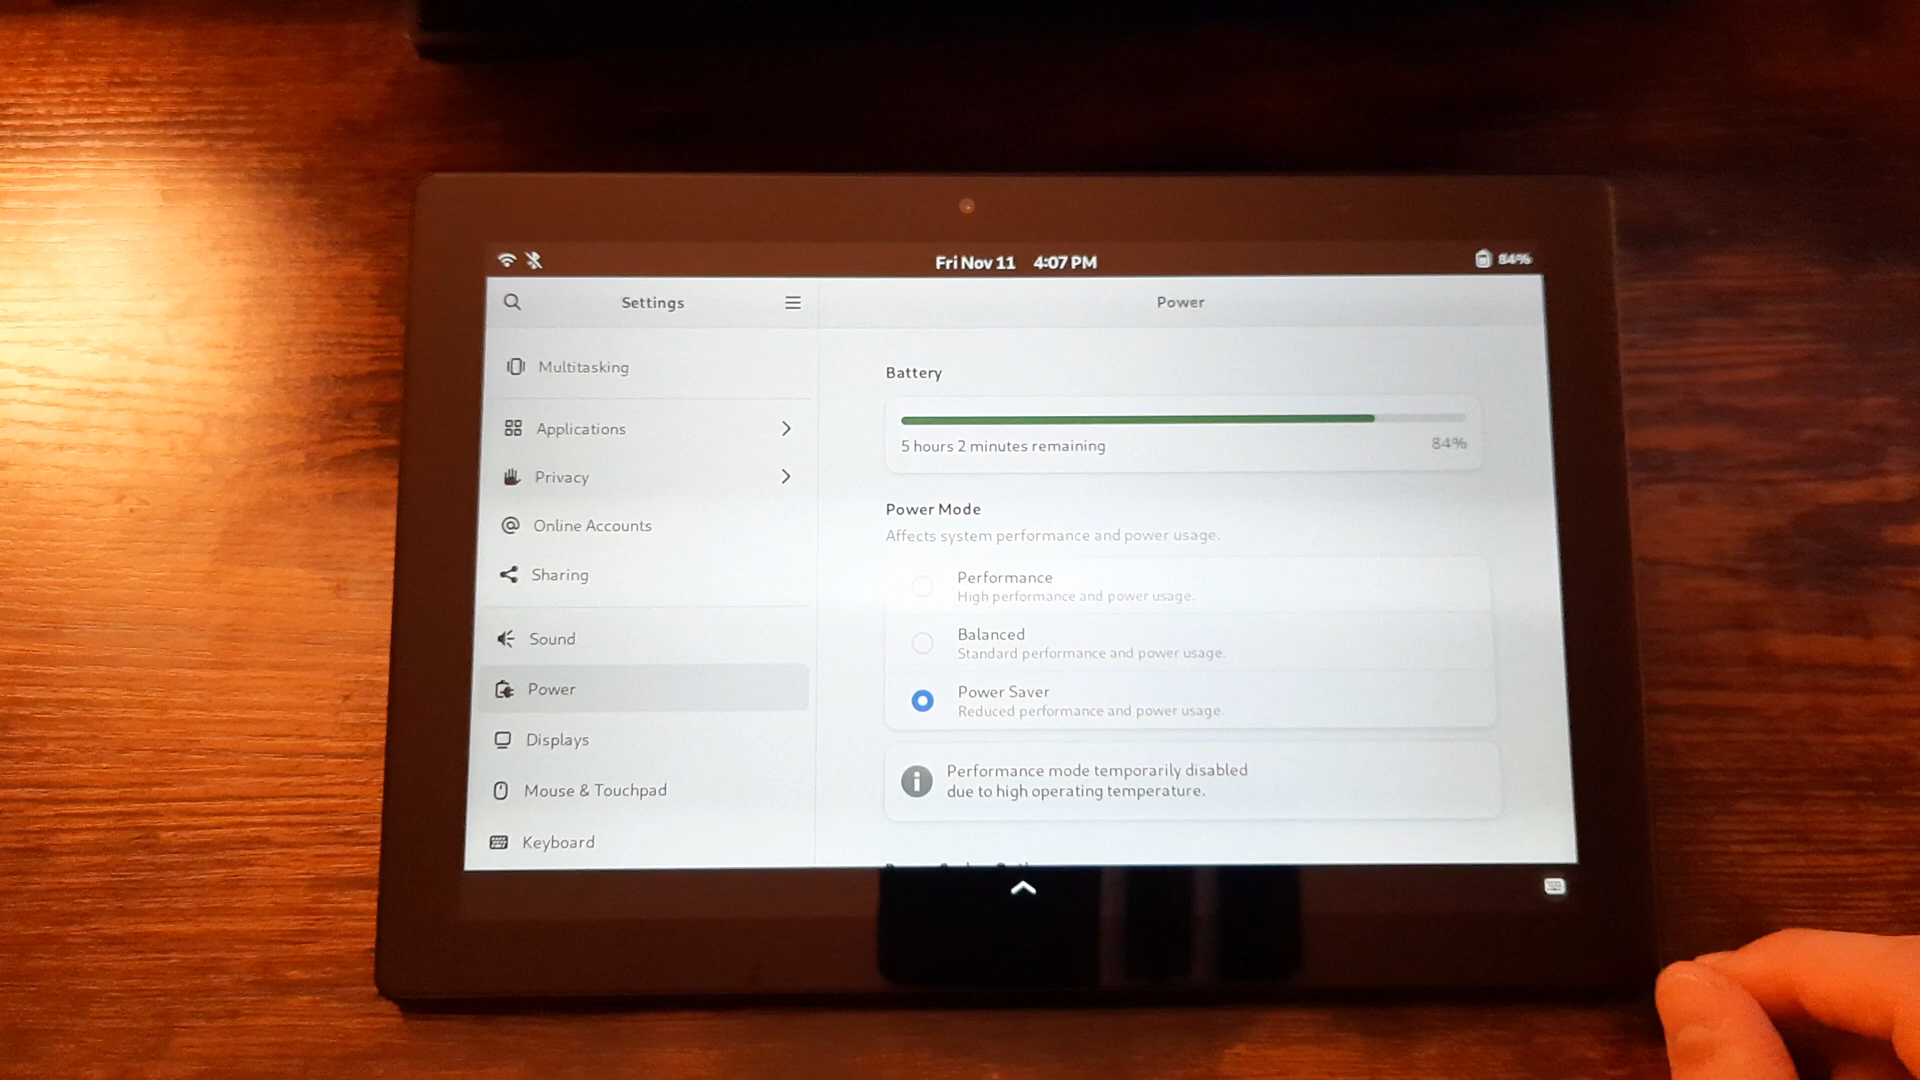 Fri Nov 11 4:07 PM
84%
Settings
Power
Multitasking
Applications
Privacy
Online Accounts
Sharing
Sound
Power
Displays
Mouse & Touchpad
Keyboard
Battery
5 hours 2 minutes remaining
84%
Power Mode
Affects system performance and power usage.
Performance
High performance and power usage.
Balanced
Standard performance and power usage.
Power Saver
Reduced performance and power usage.
Performance mode temporarily disabled
due to high operating temperature.